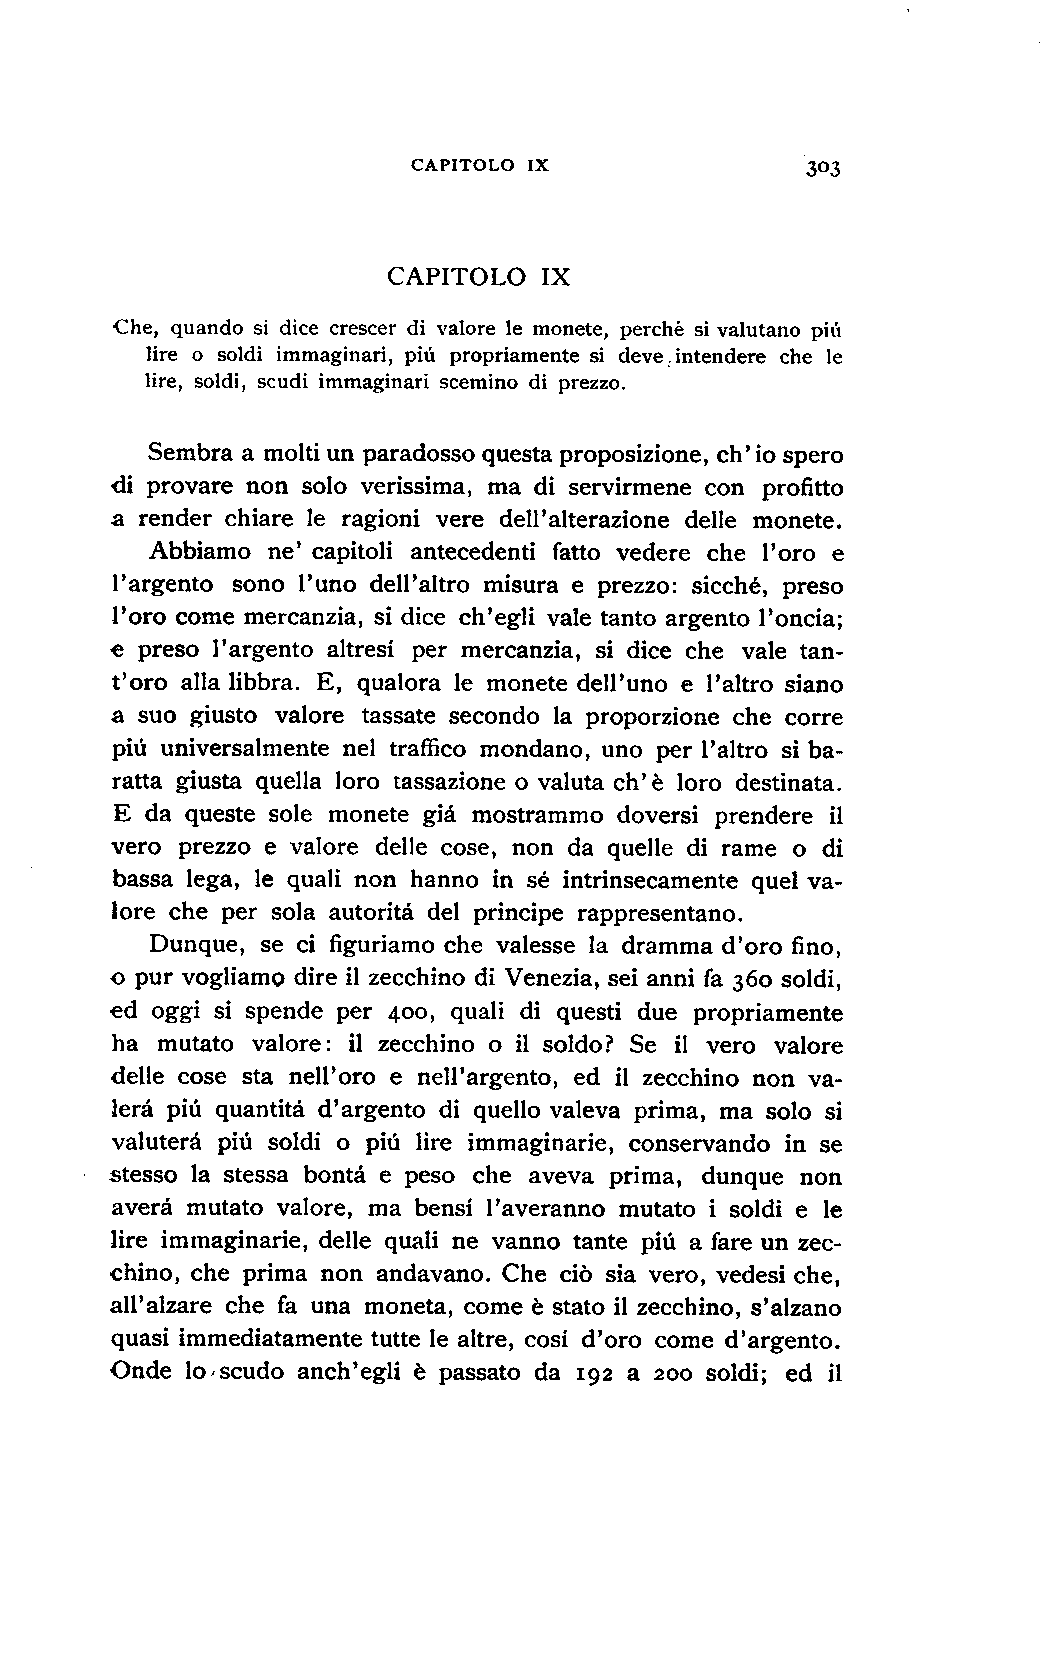 CAPITOLO IX 303
CAPITOLO IX
Che, quando si dice crescer di valore le monete, perché si valutano piú
lire o soldi immaginari, piú propriamente si deve intendere che le
lire, soldi, scudi immaginari scemino di prezzo.
Sembra a molti un paradosso questa proposizione, ch'io spero
di provare non solo verissima, ma di servirmene con profitto
a render chiare le ragioni vere dell'alterazione delle monete.
Abbiamo ne' capitoli antecedenti fatto vedere che l'oro e
l'argento sono l'uno dell'altro misura e prezzo: sicché, preso
l'oro come mercanzia, si dice ch'egli vale tanto argento l'oncia;
e preso l'argento altresí per mercanzia, si dice che vale tan-
t'oro alla libbra. E, qualora le monete dell'uno e l'altro siano
a suo giusto valore tassate secondo la proporzione che corre
piú universalmente nel traffico mondano, uno per l'altro si ba-
ratta giusta quella loro tassazione o valuta ch'è loro destinata.
E da queste sole monete giá mostrammo doversi prendere il
vero prezzo e valore delle cose, non da quelle di rame o di
bassa lega, le quali non hanno in sé intrinsecamente quel va-
lore che per sola autoritá del principe rappresentano.
Dunque, se ci figuriamo che valesse la dramma d'oro fino,
o pur vogliamo dire il zecchino di Venezia, sei anni fa 360 soldi,
ed oggi si spende per 400, quali di questi due propriamente
ha mutato valore: il zecchino o il soldo? Se il vero valore
delle cose sta nell'oro e nell'argento, ed il zecchino non va-
lerá piú quantitá d'argento di quello valeva prima, ma solo si
valuterá piú soldi o piú lire immaginarie, conservando in se
stesso la stessa bontá e peso che aveva prima, dunque non
averá mutato valore, ma bensí l'averanno mutato i soldi e le
lire immaginarie, delle quali ne vanno tante piú a fare un zec-
chino, che prima non andavano. Che ciò sia vero, vedesi che,
all'alzare che fa una moneta, come è stato il zecchino, s'alzano
quasi immediatamente tutte le altre, cosí d'oro come d'argento.
Onde lo scudo anch'egli è passato da 192 a 200 soldi; ed il